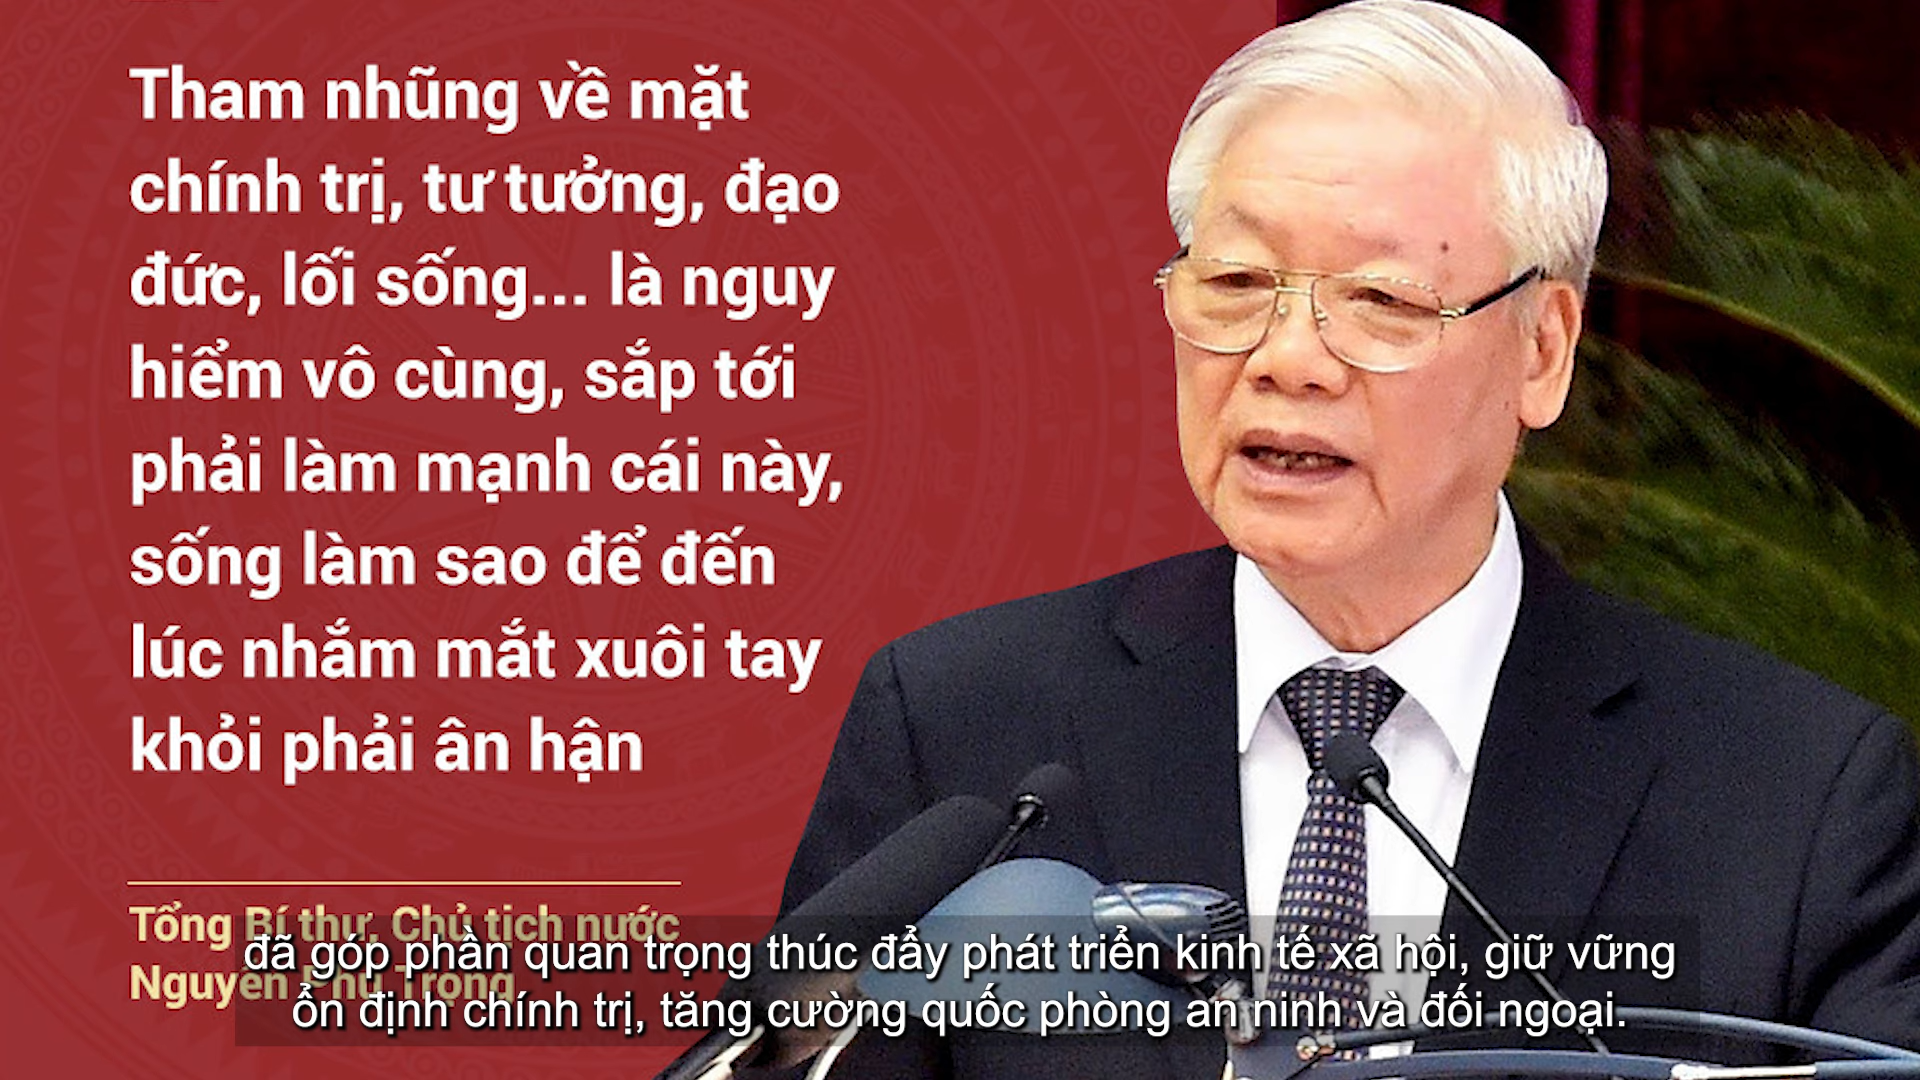 Tham nhũng về mặt
chính trị, tư tưởng, đạo
đức, lối sống... là nguy
hiểm vô cùng, sắp tới
phải làm mạnh cái này,
sống làm sao để đến
lúc nhắm mắt xuôi tay
khỏi phải ân hận
Tổng Bí thư, Chủ tịch nước
Nguyễn Phú Trọng
đã góp phần quan trọng thúc đẩy phát triển kinh tế xã hội, giữ vững
ổn định chính trị, tăng cường quốc phòng an ninh và đối ngoại.